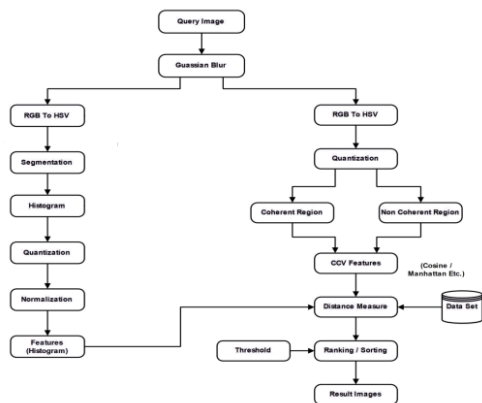 Query Image
Guassian Blur
RGB To HSV
RGB To HSV
Segmentation
Quantization
Histogram
Coherent Region
Non Coherent Region
Quantization
CCV Features
(Cosine /
Manhattan Etc.)
Normalization
Distance Measure
Data Set
Features
(Histogram)
Threshold
Ranking / Sorting
Result Images